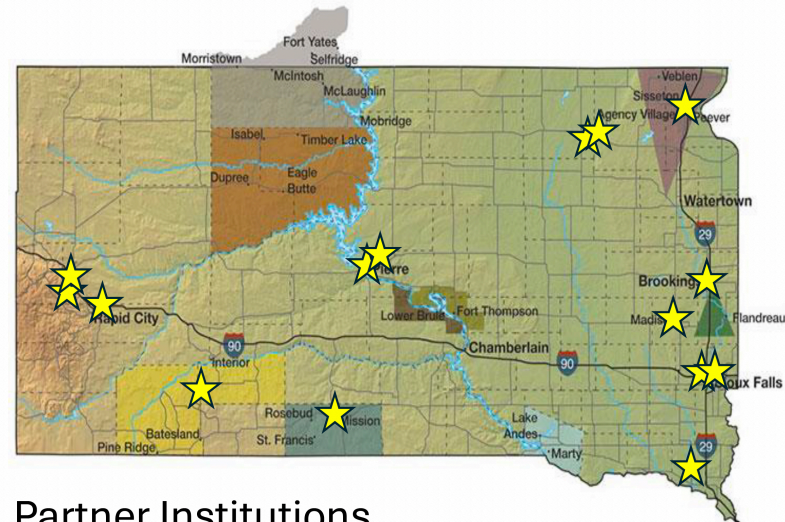 Fort Yates
Morristown
Selfridge
McIntosh
Veblen
McLaughlin
Sisseton
Mobridge
Agency Village
Peever
Isabel
Timber Lake
Dupree
Eagle
Butte
Watertown
29
Pierre
Brookings
Lower Brule
Fort Thompson
Flandreau
Rapid City
90
Chamberlain
90
Interior
Sioux Falls
Rosebud
Mission
Lake
Andes
Batesland
St. Francis
Pine Ridge
Marty
29
Partner Institutions